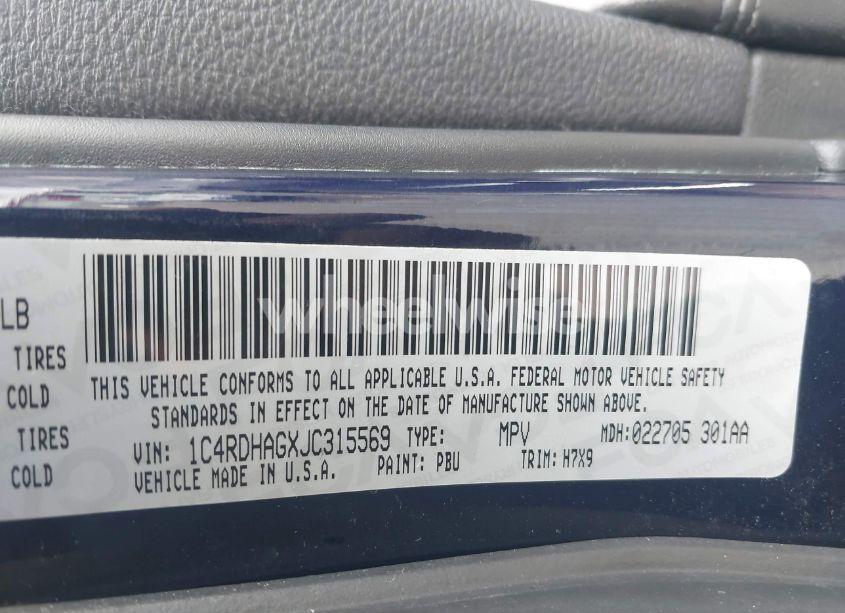 LB
TIRES
COLD
TIRES
COLD
wheelwise
THIS VEHICLE CONFORMS TO ALL APPLICABLE U.S.A. FEDERAL MOTOR VEHICLE SAFETY
STANDARDS IN EFFECT ON THE DATE OF MANUFACTURE SHOWN ABOVE.
VIN: 1C4RDHAGXJC315569 TYPE: MPV MDH:022705 301AA
VEHICLE MADE IN U.S.A. PAINT: PBU TRIM: H7X9